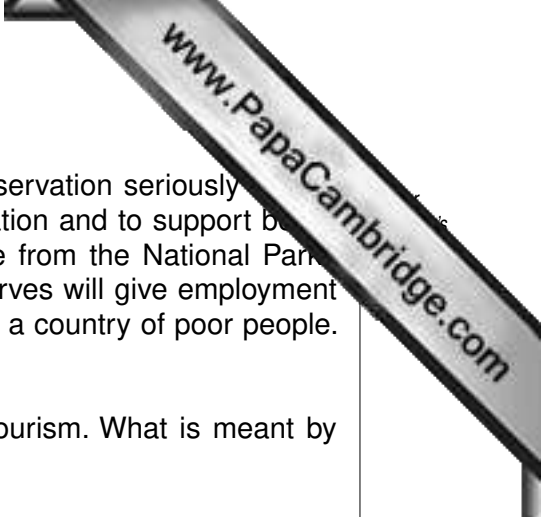 www.PapaCambridge.com
servation seriously
ation and to support
e from the National
rves will give employment
a country of poor people.
ourism. What is meant by